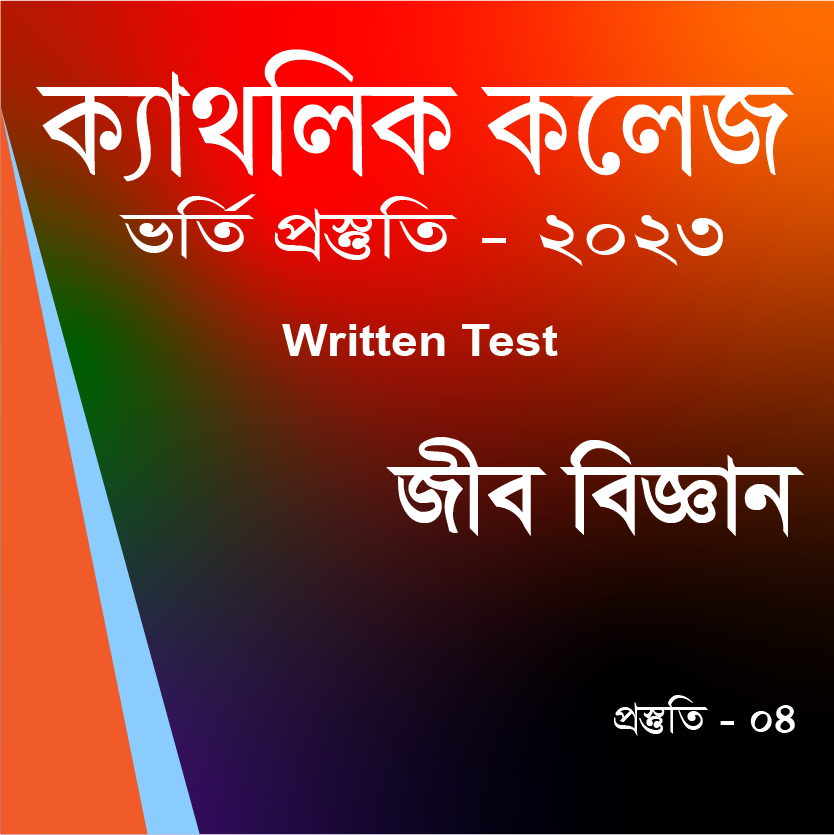 ক্যাথলিক কলেজ
ভর্তি প্রস্তুতি - ২০২৩
Written Test
জীব বিজ্ঞান
প্রস্তুতি - ০৪